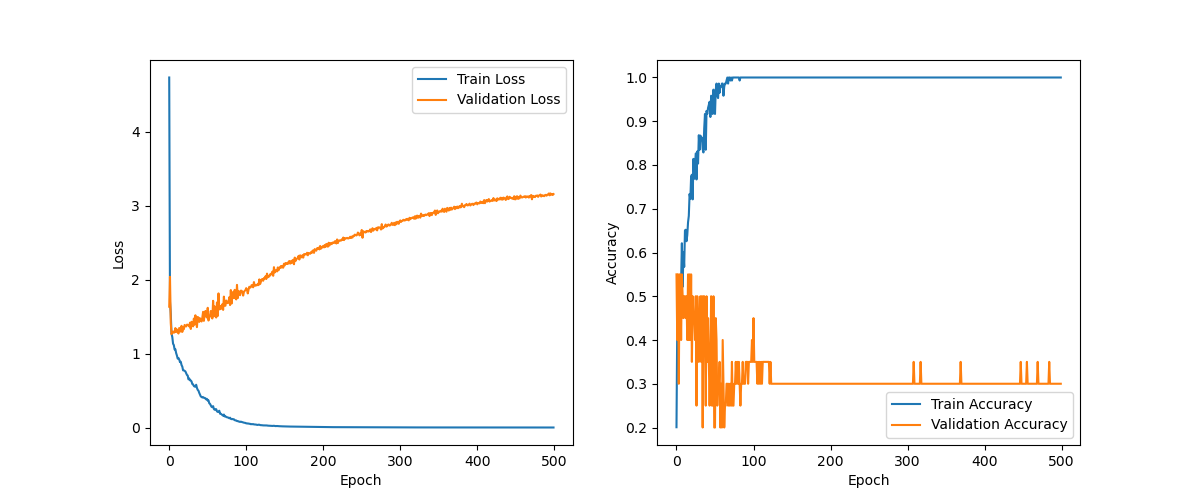 Train Loss
Validation Loss
Loss
4
3
2
1
0
0 100 200 300 400 500
Epoch
Accuracy
1.0
0.9
0.8
0.7
0.6
0.5
0.4
0.3
0.2
Train Accuracy
Validation Accuracy
0 100 200 300 400 500
Epoch